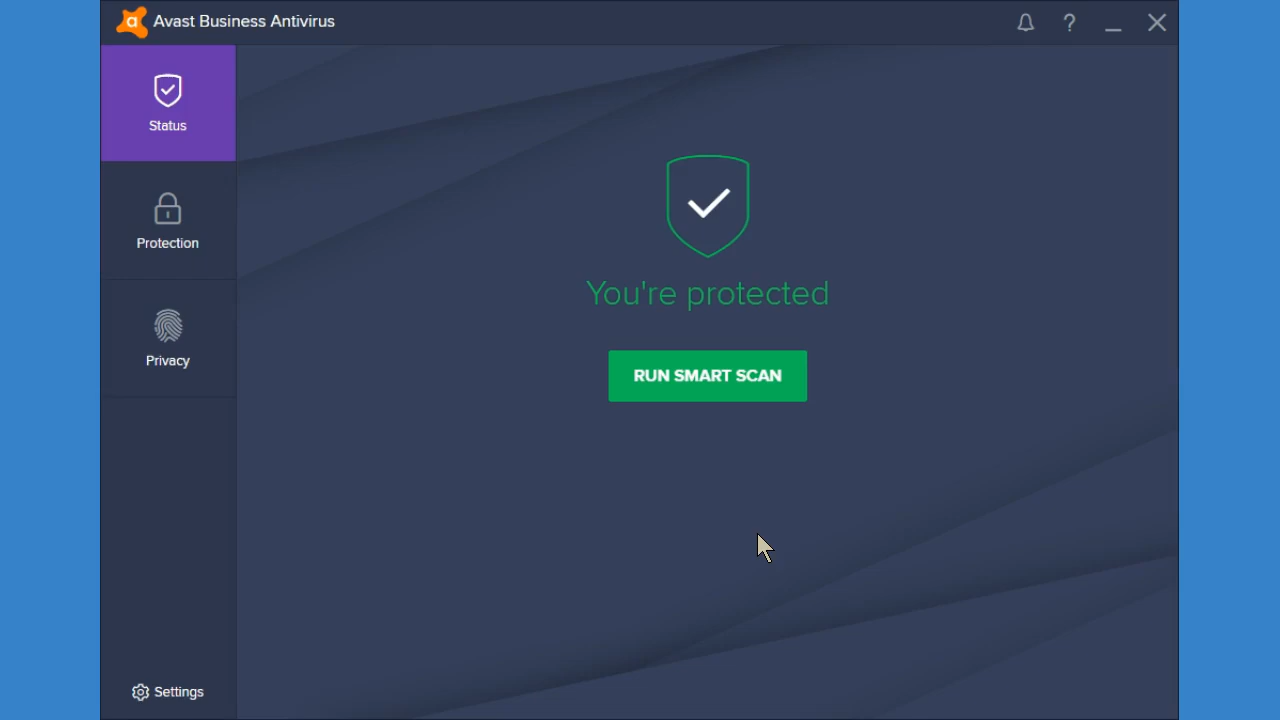 Avast Business Antivirus
?
Status
Protection
Privacy
Settings
You're protected
RUN SMART SCAN